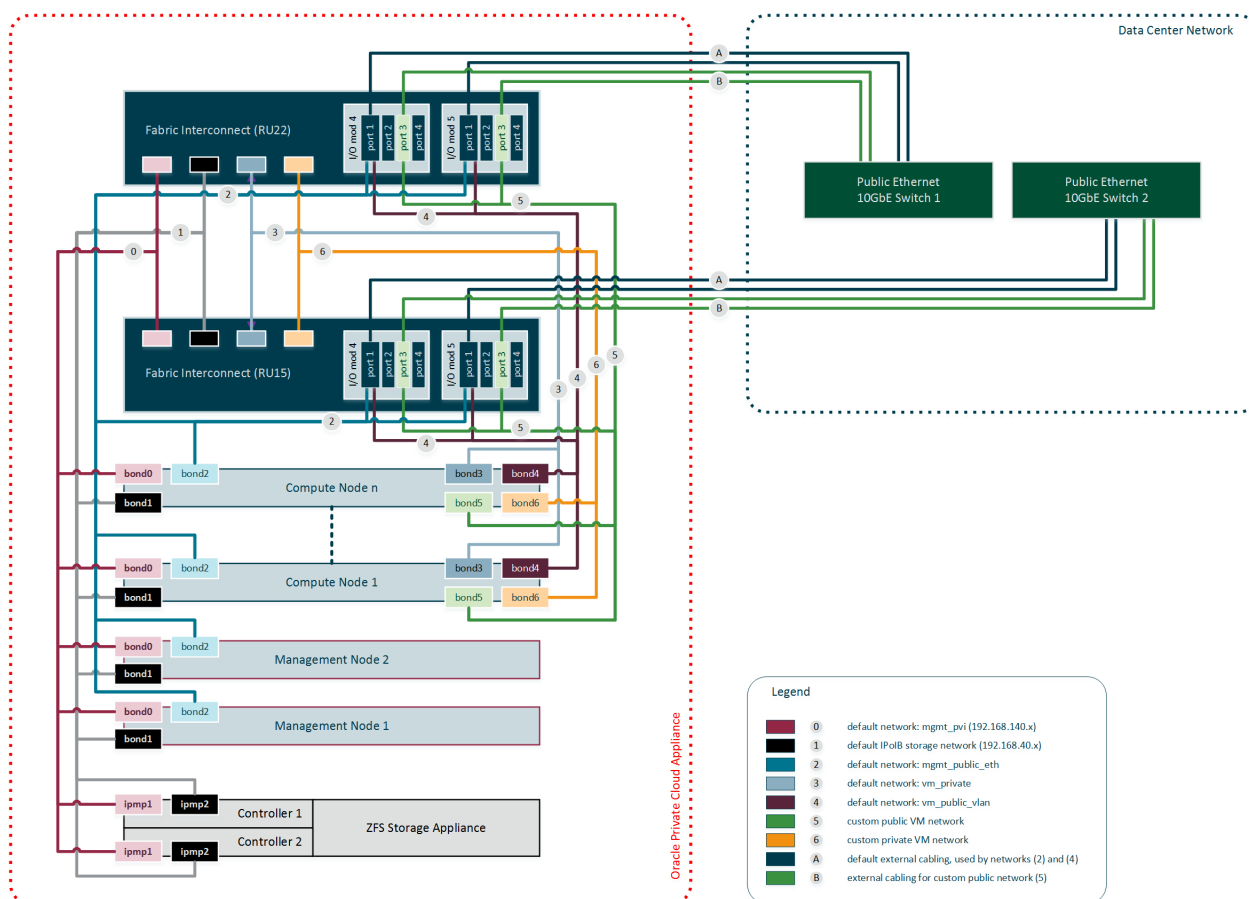 Data Center Network
A
B
Fabric Interconnect (RU22)
I/O mod 4
port 1
port 2
port 3
port 4
I/O mod 5
port 1
port 2
port 3
port 4
Public Ethernet
10GbE Switch 1
Public Ethernet
10GbE Switch 2
2
5
4
1
3
0
6
A
B
Fabric Interconnect (RU15)
I/O mod 4
port 1
port 2
port 3
port 4
I/O mod 5
port 1
port 2
port 3
port 4
5
6
4
3
2
5
4
bond0
bond2
bond3
bond4
Compute Node n
bond1
bond5
bond6
bond0
bond2
bond3
bond4
Compute Node 1
bond1
bond5
bond6
bond0
bond2
Management Node 2
bond1
bond0
bond2
Management Node 1
bond1
ipmp1
ipmp2
Controller 1
ZFS Storage Appliance
Controller 2
ipmp1
ipmp2
Oracle Private Cloud Appliance
Legend
0 default network: mgmt_pvi (192.168.140.x)
1 default IPoIB storage network (192.168.40.x)
2 default network: mgmt_public_eth
3 default network: vm_private
4 default network: vm_public_vlan
5 custom public VM network
6 custom private VM network
A default external cabling, used by networks (2) and (4)
B external cabling for custom public network (5)